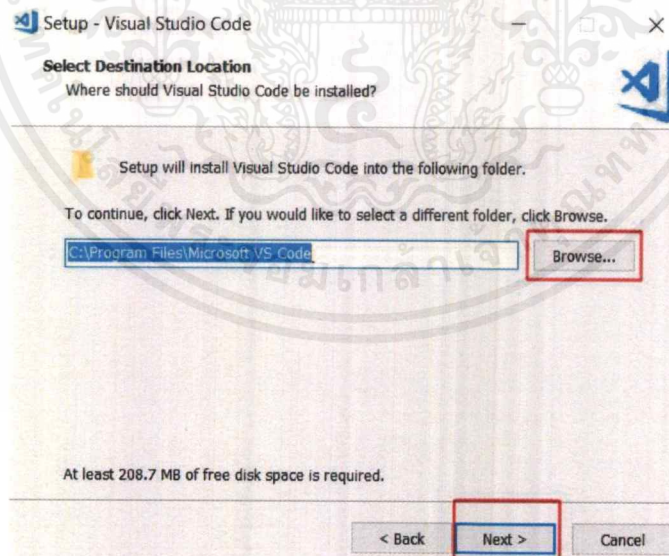 Setup - Visual Studio Code
Select Destination Location
Where should Visual Studio Code be installed?
Setup will install Visual Studio Code into the following folder.
To continue, click Next. If you would like to select a different folder, click Browse.
C:\Program Files\Microsoft VS Code
Browse...
At least 208.7 MB of free disk space is required.
< Back
Next >
Cancel